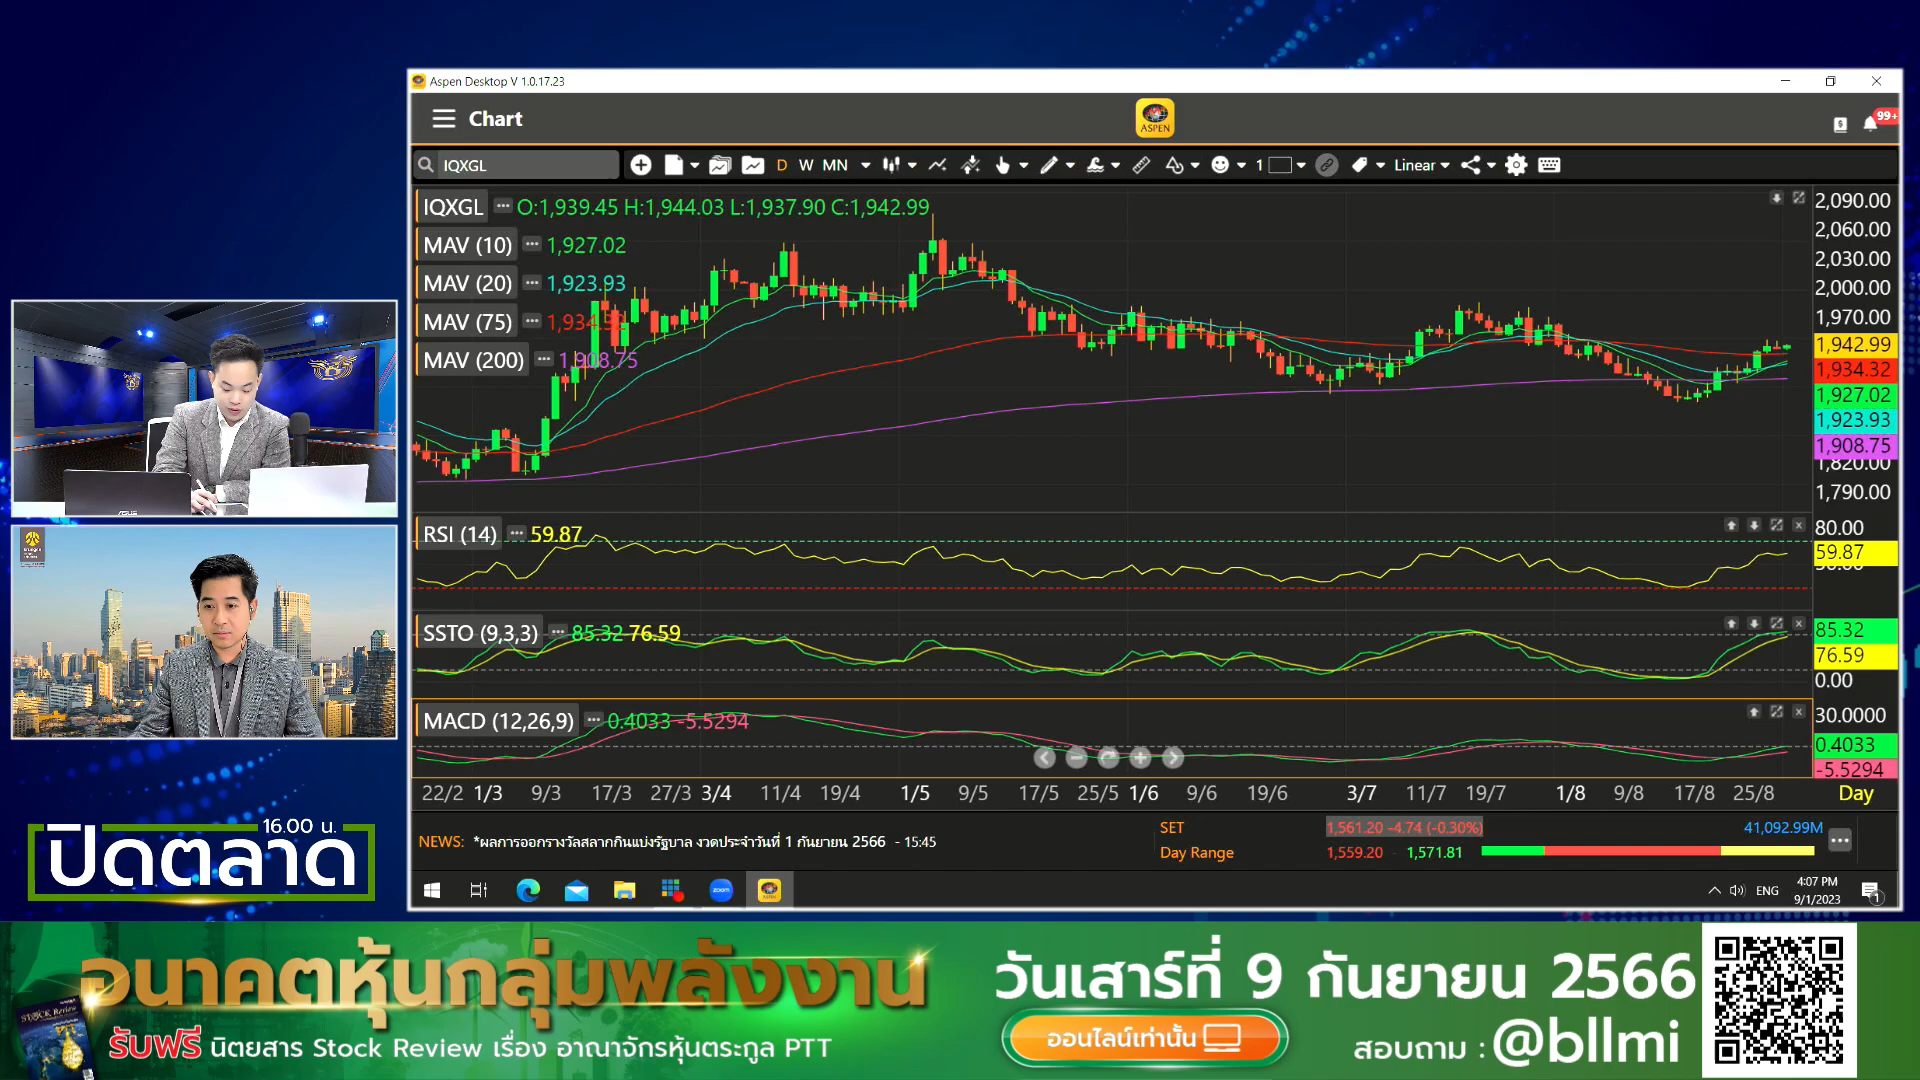 Aspen Desktop V 1.0.17.23
Chart
ASPEN
99+
IQXGL
D W MN
1
Linear
IQXGL O:1,939.45 H:1,944.03 L:1,937.90 C:1,942.99
MAV (10) 1,927.02
MAV (20) 1,923.93
MAV (75) 1,934.32
MAV (200) 1,908.75
2,090.00
2,060.00
2,030.00
2,000.00
1,970.00
1,942.99
1,934.32
1,927.02
1,923.93
1,908.75
1,820.00
1,790.00
RSI (14) 59.87
80.00
59.87
SSTO (9,3,3) 85.32 76.59
85.32
76.59
0.00
MACD (12,26,9) 0.4033 -5.5294
30.0000
0.4033
-5.5294
22/2 1/3 9/3 17/3 27/3 3/4 11/4 19/4 1/5 9/5 17/5 25/5 1/6 9/6 19/6 3/7 11/7 19/7 1/8 9/8 17/8 25/8 Day
NEWS: *ผลการออกรางวัลสลากกินแบ่งรัฐบาล งวดประจำวันที่ 1 กันยายน 2566 - 15:45
SET 1,561.20 -4.74 (-0.30%) 41,092.99M
Day Range 1,559.20 - 1,571.81
zoom
ASPEN
ENG
4:07 PM
9/1/2023
1
ASUS
16.00 น.
ปิดตลาด
อนาคตหุ้นกลุ่มพลังงาน
รับฟรี นิตยสาร Stock Review เรื่อง อาณาจักรหุ้นตระกูล PTT
STOCK Review
วันเสาร์ที่ 9 กันยายน 2566
ออนไลน์เท่านั้น
สอบถาม : @bllmi